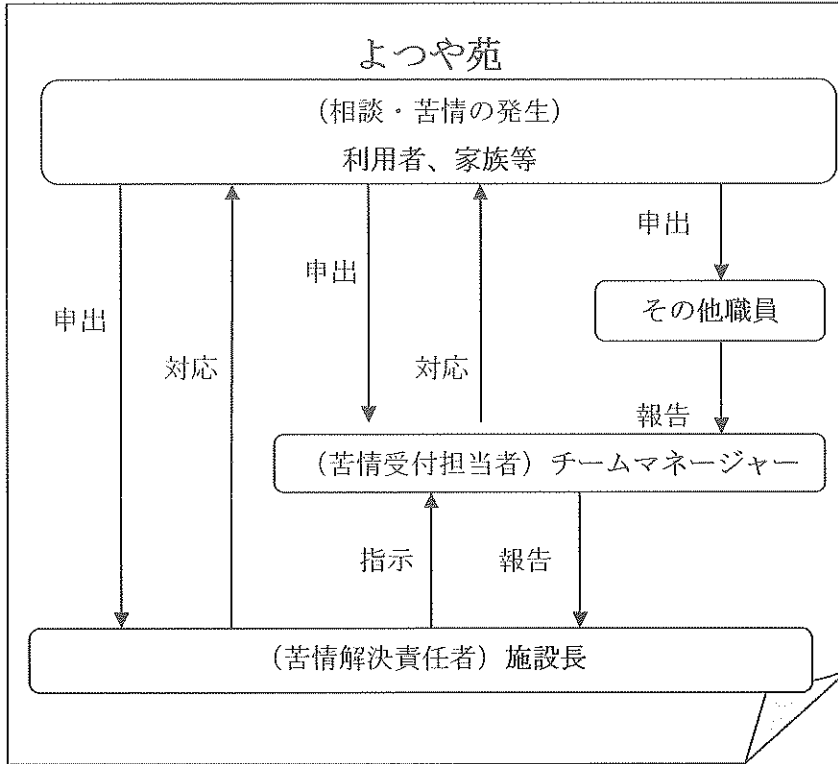 よつや苑
（相談・苦情の発生）
利用者、家族等
申出
対応
申出
対応
申出
その他職員
報告
（苦情受付担当者）チームマネージャー
指示
報告
（苦情解決責任者）施設長